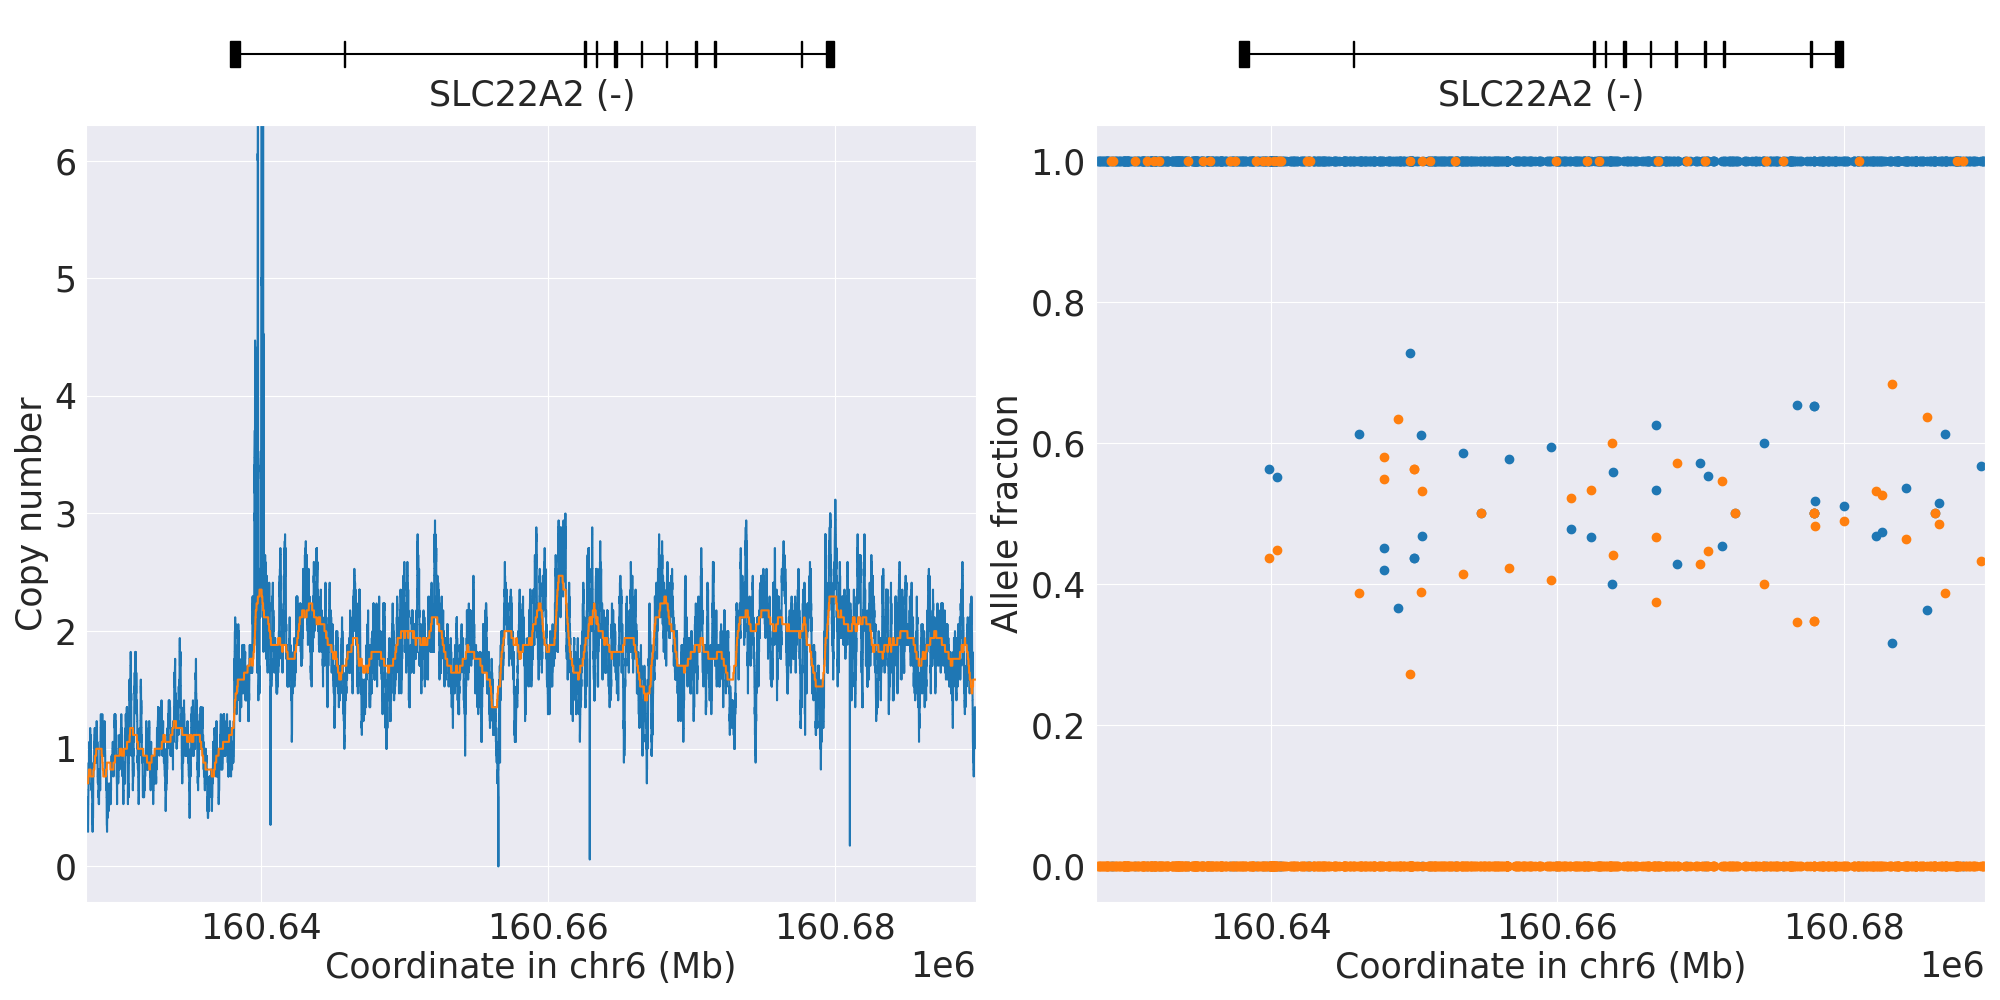 SLC22A2 (-)
6
5
4
3
2
1
0
Copy number
160.64
160.66
160.68
1e6
Coordinate in chr6 (Mb)
SLC22A2 (-)
1.0
0.8
0.6
0.4
0.2
0.0
Allele fraction
160.64
160.66
160.68
1e6
Coordinate in chr6 (Mb)